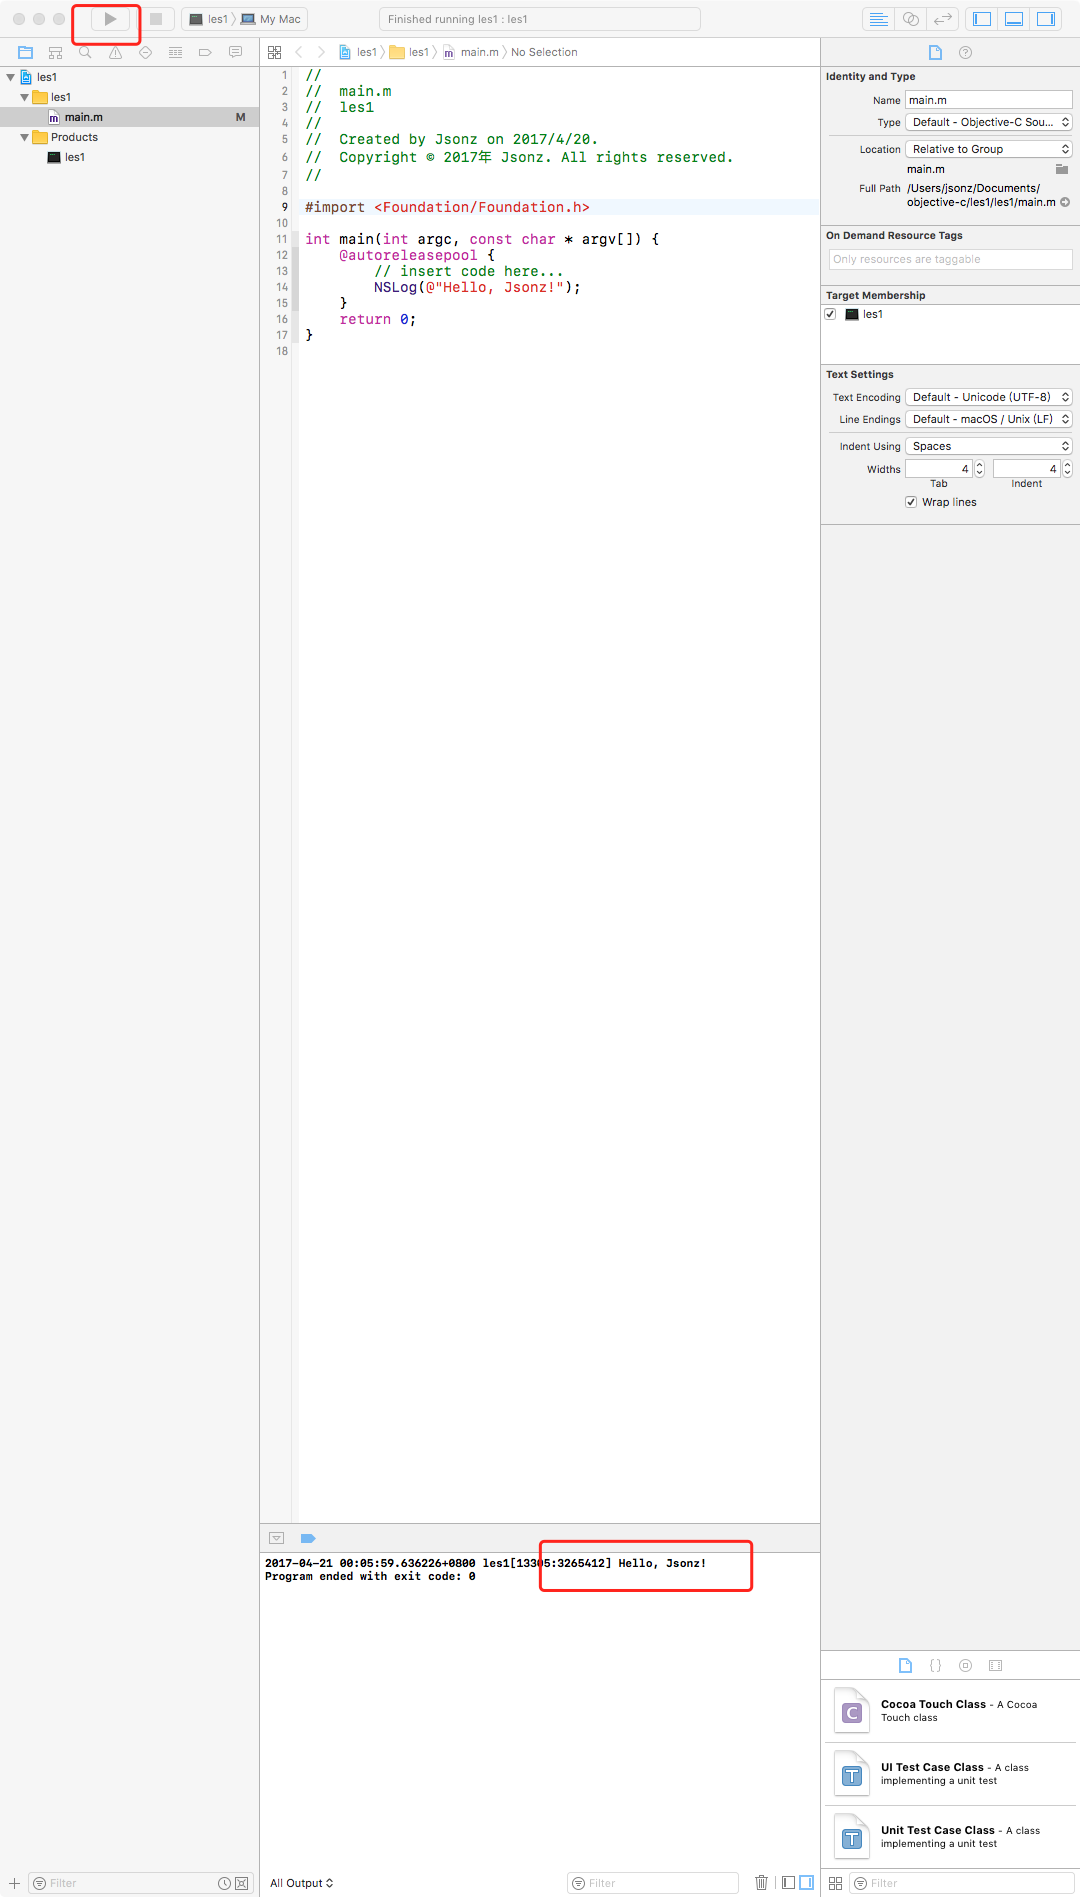 les1 〉 My Mac
Finished running les1 : les1
les1 〉 les1 〉 main.m 〉 No Selection
les1
les1
main.m M
Products
les1
1 //
2 //  main.m
3 //  les1
4 //
5 //  Created by Jsonz on 2017/4/20.
6 //  Copyright © 2017年 Jsonz. All rights reserved.
7 //
8
9 #import <Foundation/Foundation.h>
10
11 int main(int argc, const char * argv[]) {
12     @autoreleasepool {
13         // insert code here...
14         NSLog(@"Hello, Jsonz!");
15     }
16     return 0;
17 }
18
Identity and Type
Name main.m
Type Default - Objective-C Sou...
Location Relative to Group
main.m
Full Path /Users/jsonz/Documents/
objective-c/les1/les1/main.m
On Demand Resource Tags
Only resources are taggable
Target Membership
les1
Text Settings
Text Encoding Default - Unicode (UTF-8)
Line Endings Default - macOS / Unix (LF)
Indent Using Spaces
Widths 4 4
Tab Indent
Wrap lines
2017-04-21 00:05:59.636226+0800 les1[13305:3265412] Hello, Jsonz!
Program ended with exit code: 0
{}
C Cocoa Touch Class - A Cocoa
Touch class
T UI Test Case Class - A class
implementing a unit test
T Unit Test Case Class - A class
implementing a unit test
Filter
All Output
Filter
Filter